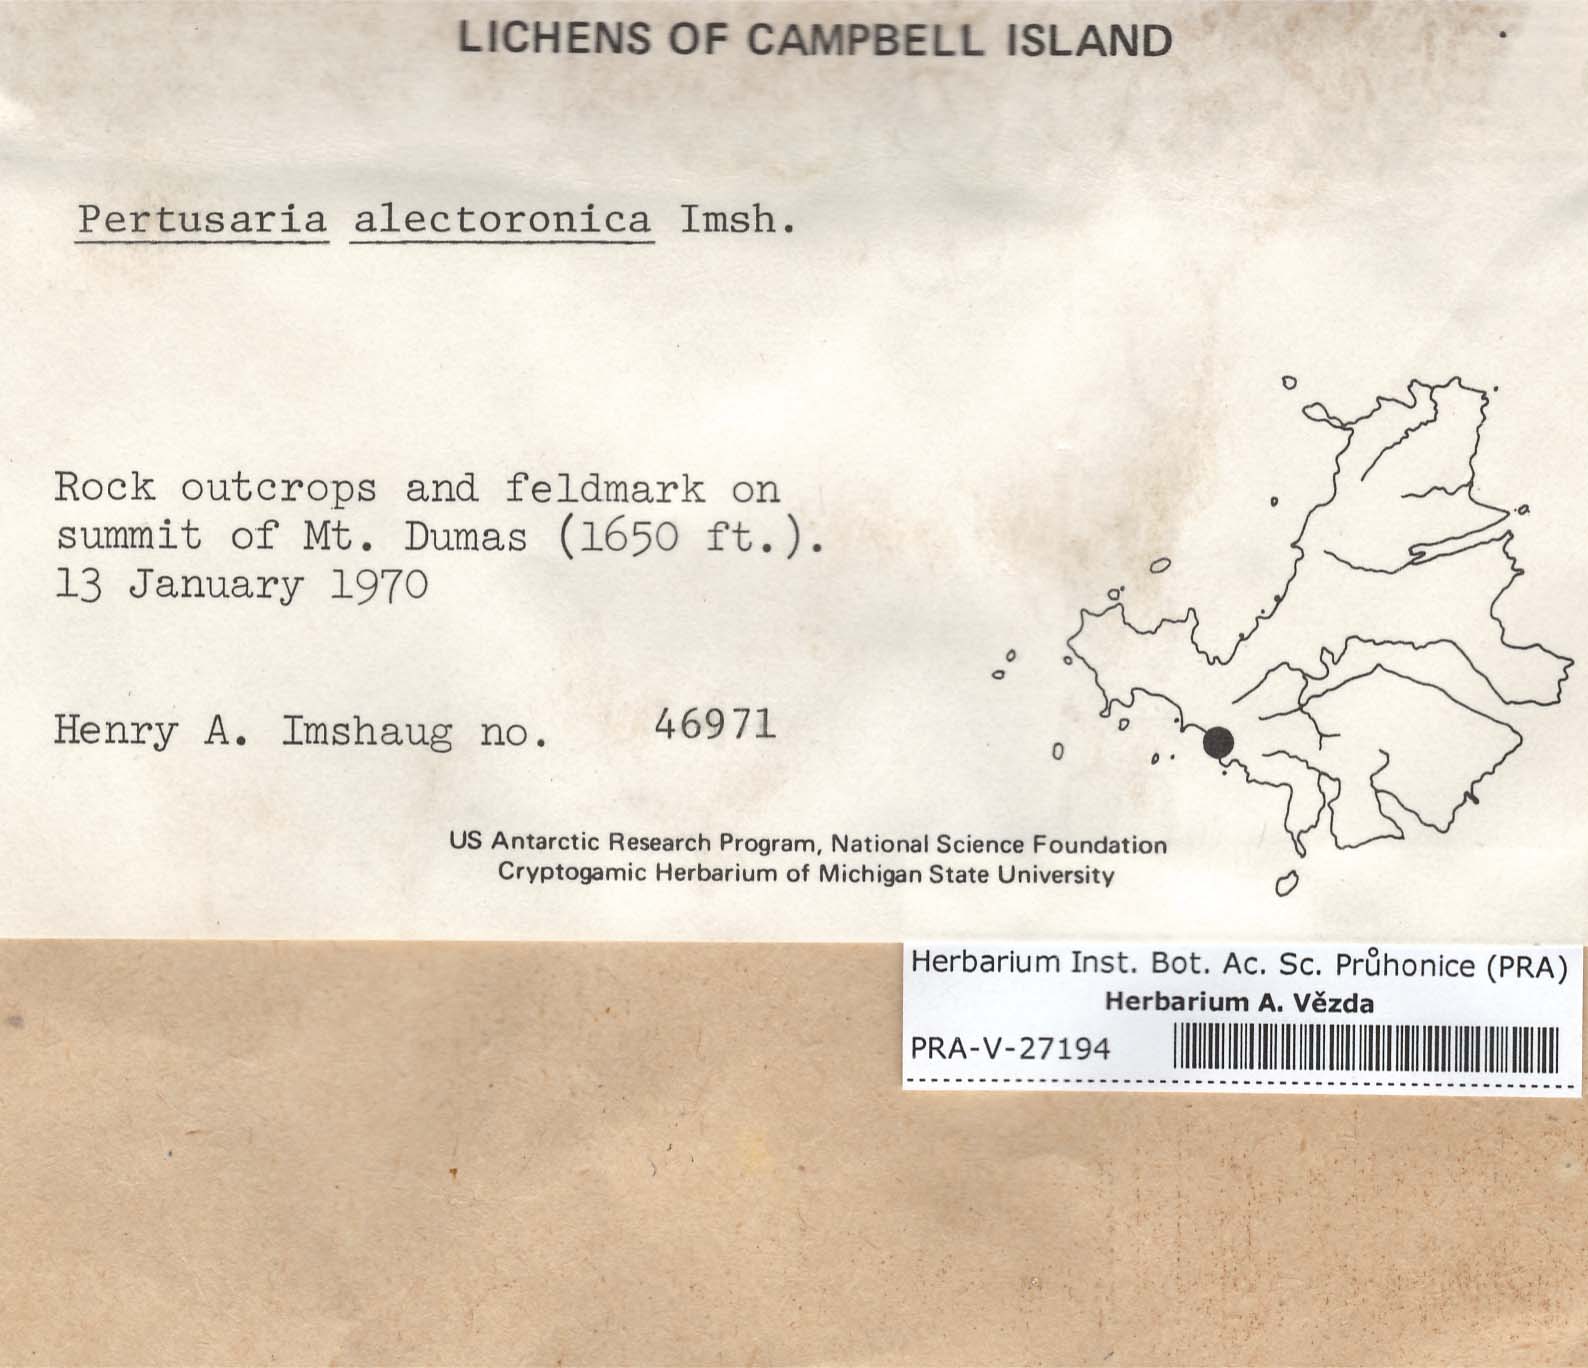 LICHENS OF CAMPBELL ISLAND
Pertusaria alectoronica Imsh.
Rock outcrops and feldmark on
summit of Mt. Dumas (1650 ft.).
13 January 1970
Henry A. Imshaug no. 46971
US Antarctic Research Program, National Science Foundation
Cryptogamic Herbarium of Michigan State University
Herbarium Inst. Bot. Ac. Sc. Průhonice (PRA)
Herbarium A. Vězda
PRA-V-27194